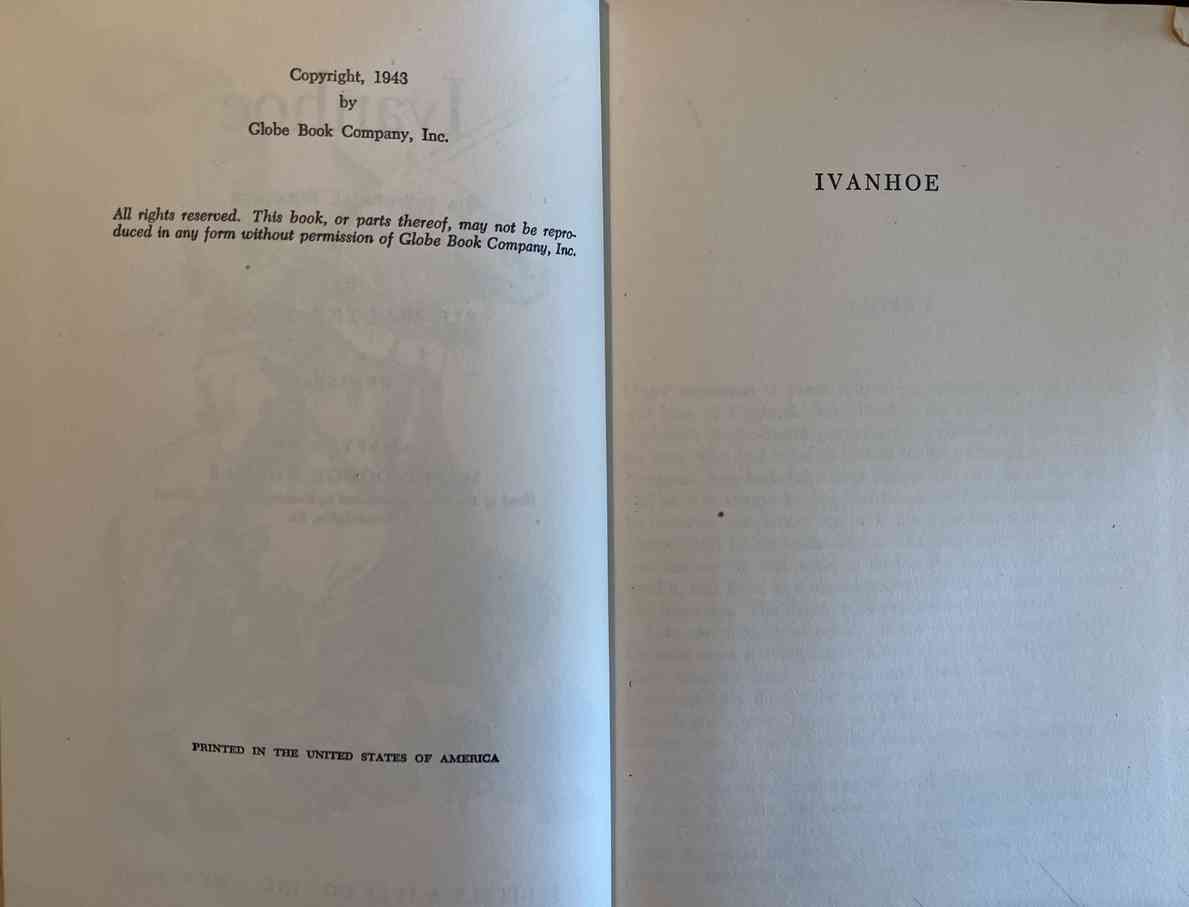 Copyright, 1943
by
Globe Book Company, Inc.
All rights reserved. This book, or parts thereof, may not be repro-
duced in any form without permission of Globe Book Company, Inc.
PRINTED IN THE UNITED STATES OF AMERICA
IVANHOE